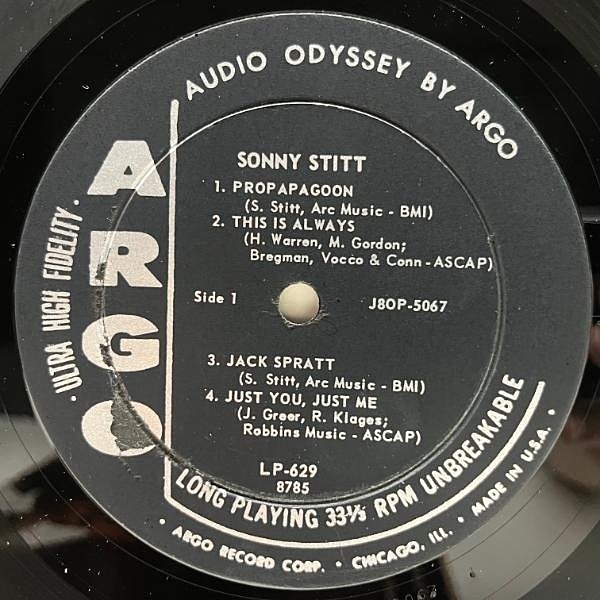 AUDIO ODYSSEY BY ARGO
ARGO
· ULTRA HIGH FIDELITY ·
SONNY STITT
1. PROPAPAGOON
(S. Stitt, Arc Music - BMI)
2. THIS IS ALWAYS
(H. Warren, M. Gordon;
Bregman, Vocco & Conn - ASCAP)
Side 1
J8OP-5067
3. JACK SPRATT
(S. Stitt, Arc Music - BMI)
4. JUST YOU, JUST ME
(J. Greer, R. Klages;
Robbins Music - ASCAP)
LP-629
8785
LONG PLAYING 33⅓ RPM UNBREAKABLE
· ARGO RECORD CORP. · CHICAGO, ILL. · MADE IN U.S.A. ·